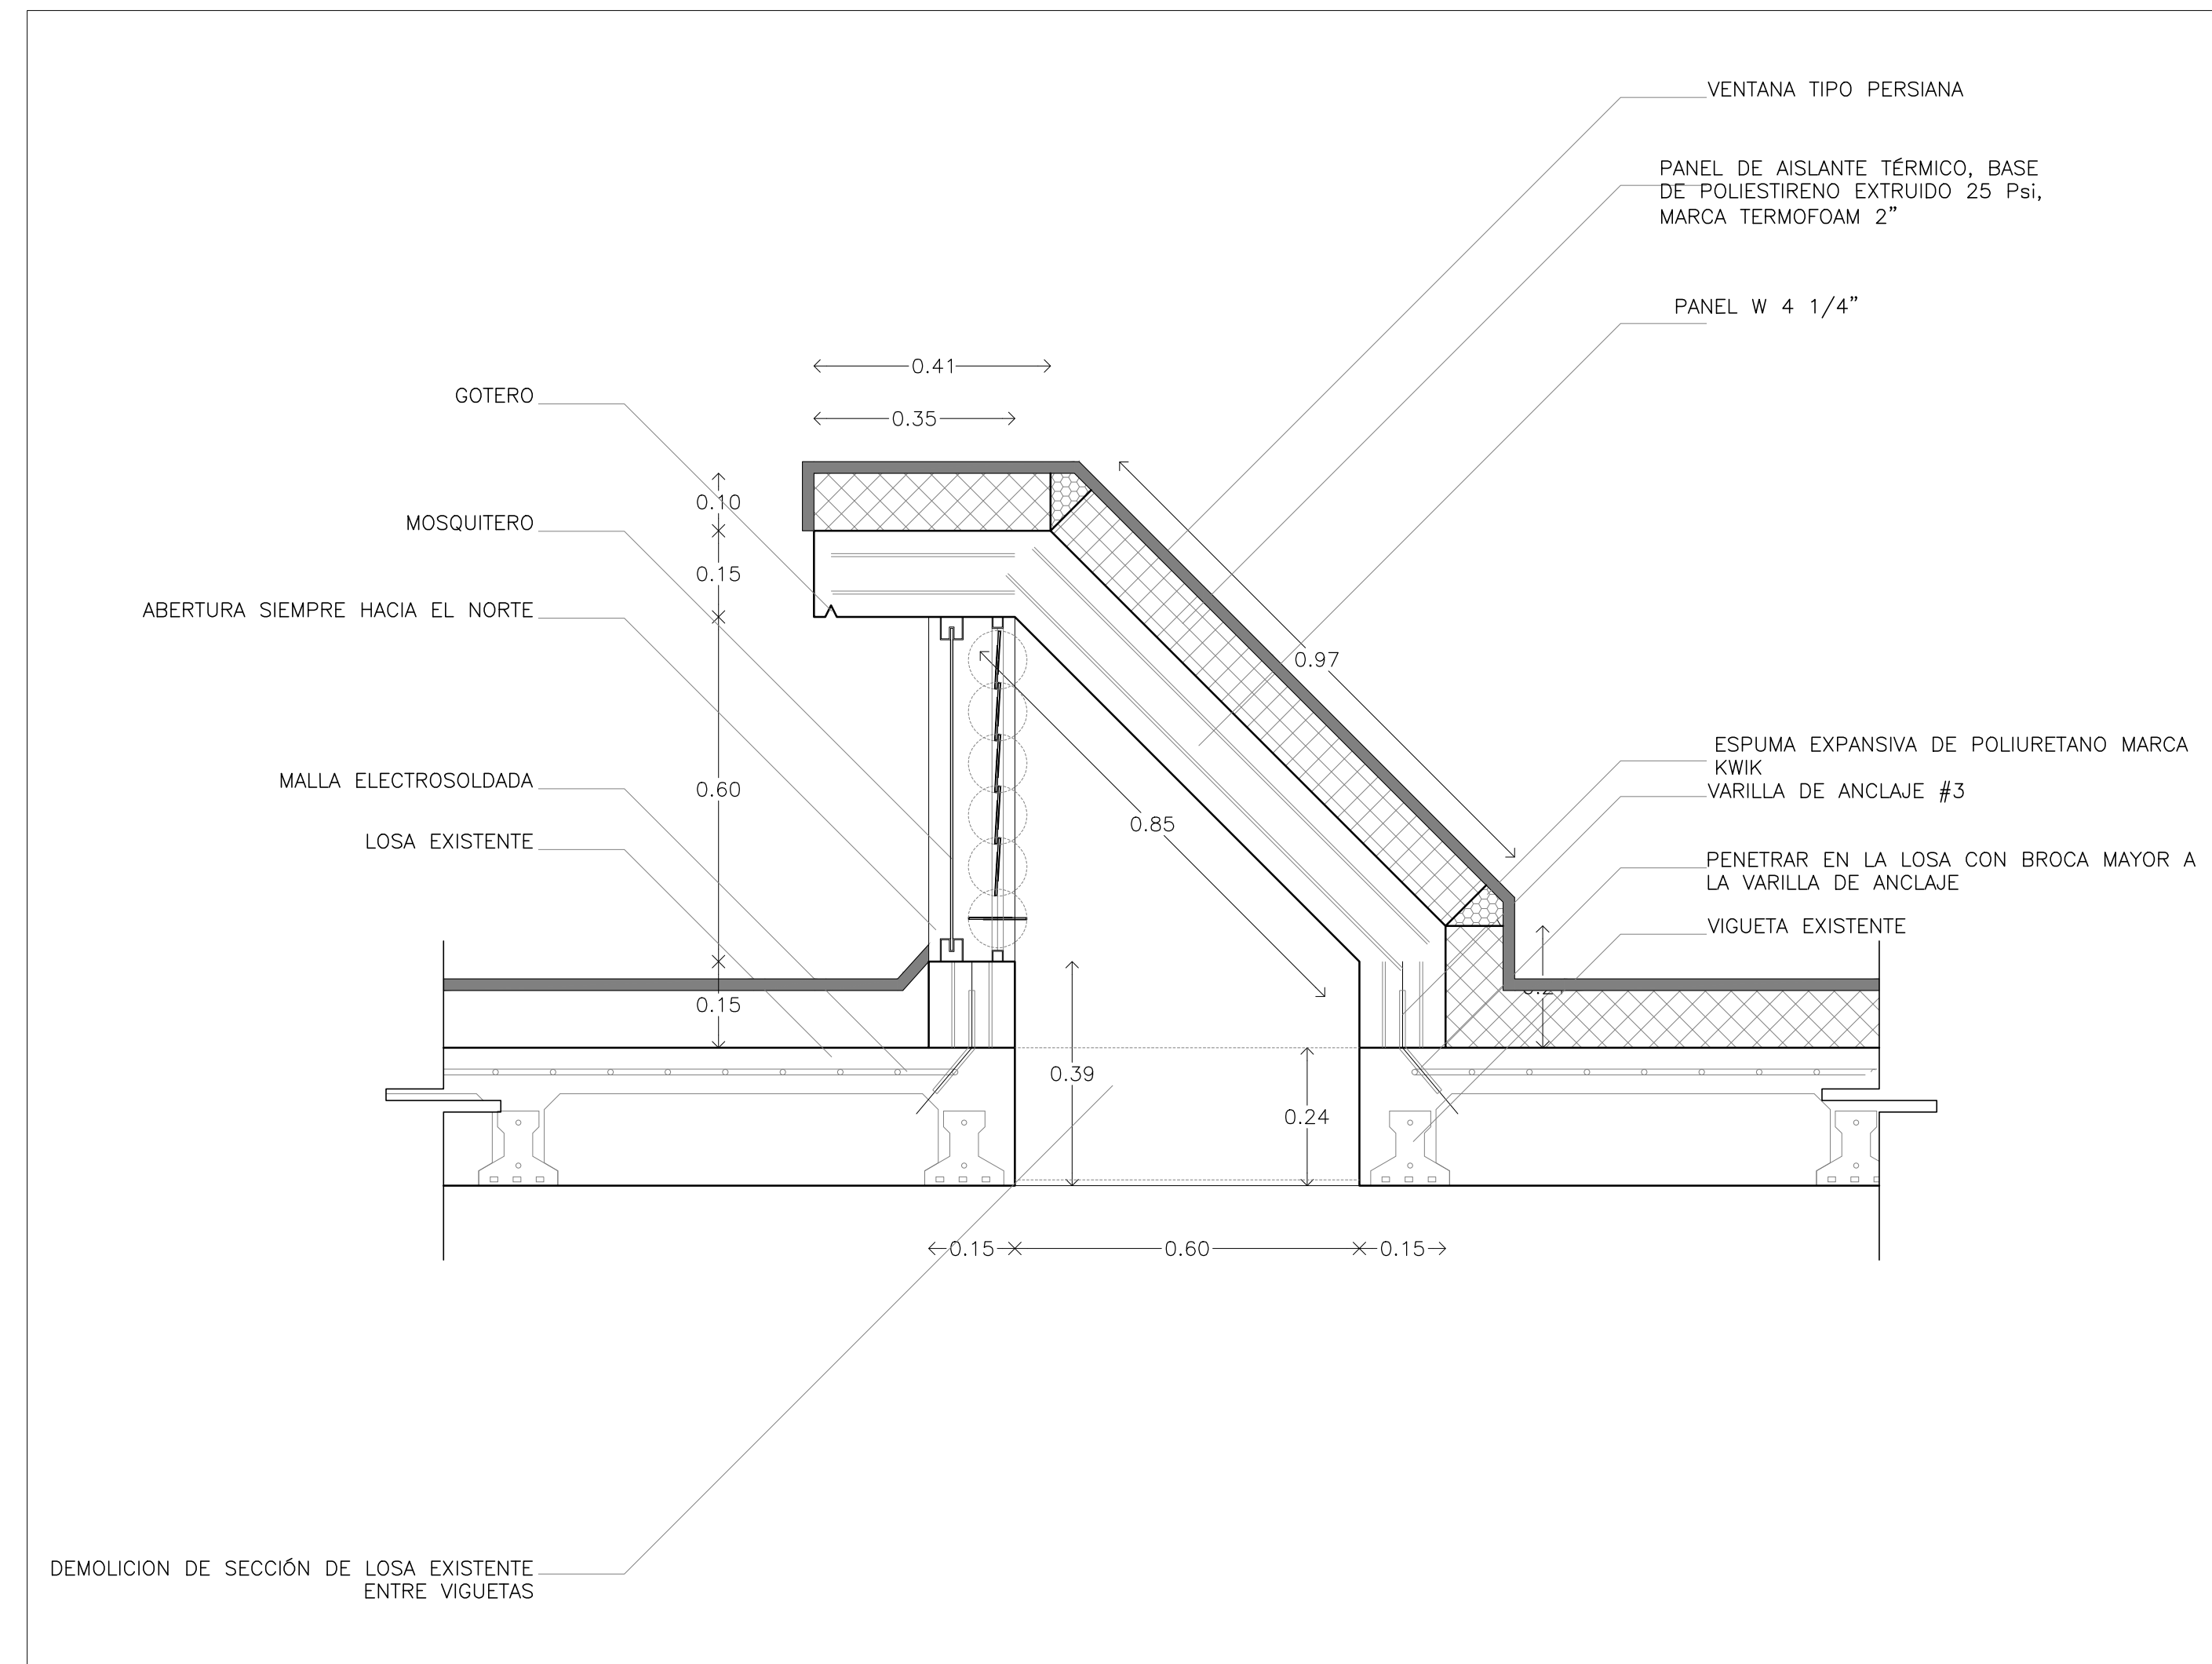 VENTANA TIPO PERSIANA
PANEL DE AISLANTE TÉRMICO, BASE
DE POLIESTIRENO EXTRUIDO 25 Psi,
MARCA TERMOFOAM 2”
PANEL W 4 1/4”
0.41
0.35
GOTERO
0.10
MOSQUITERO
0.15
ABERTURA SIEMPRE HACIA EL NORTE
0.97
MALLA ELECTROSOLDADA
0.60
0.85
LOSA EXISTENTE
ESPUMA EXPANSIVA DE POLIURETANO MARCA
KWIK
VARILLA DE ANCLAJE #3
PENETRAR EN LA LOSA CON BROCA MAYOR A
LA VARILLA DE ANCLAJE
VIGUETA EXISTENTE
0.15
0.39
0.24
0.15
0.60
0.15
DEMOLICION DE SECCIÓN DE LOSA EXISTENTE
ENTRE VIGUETAS